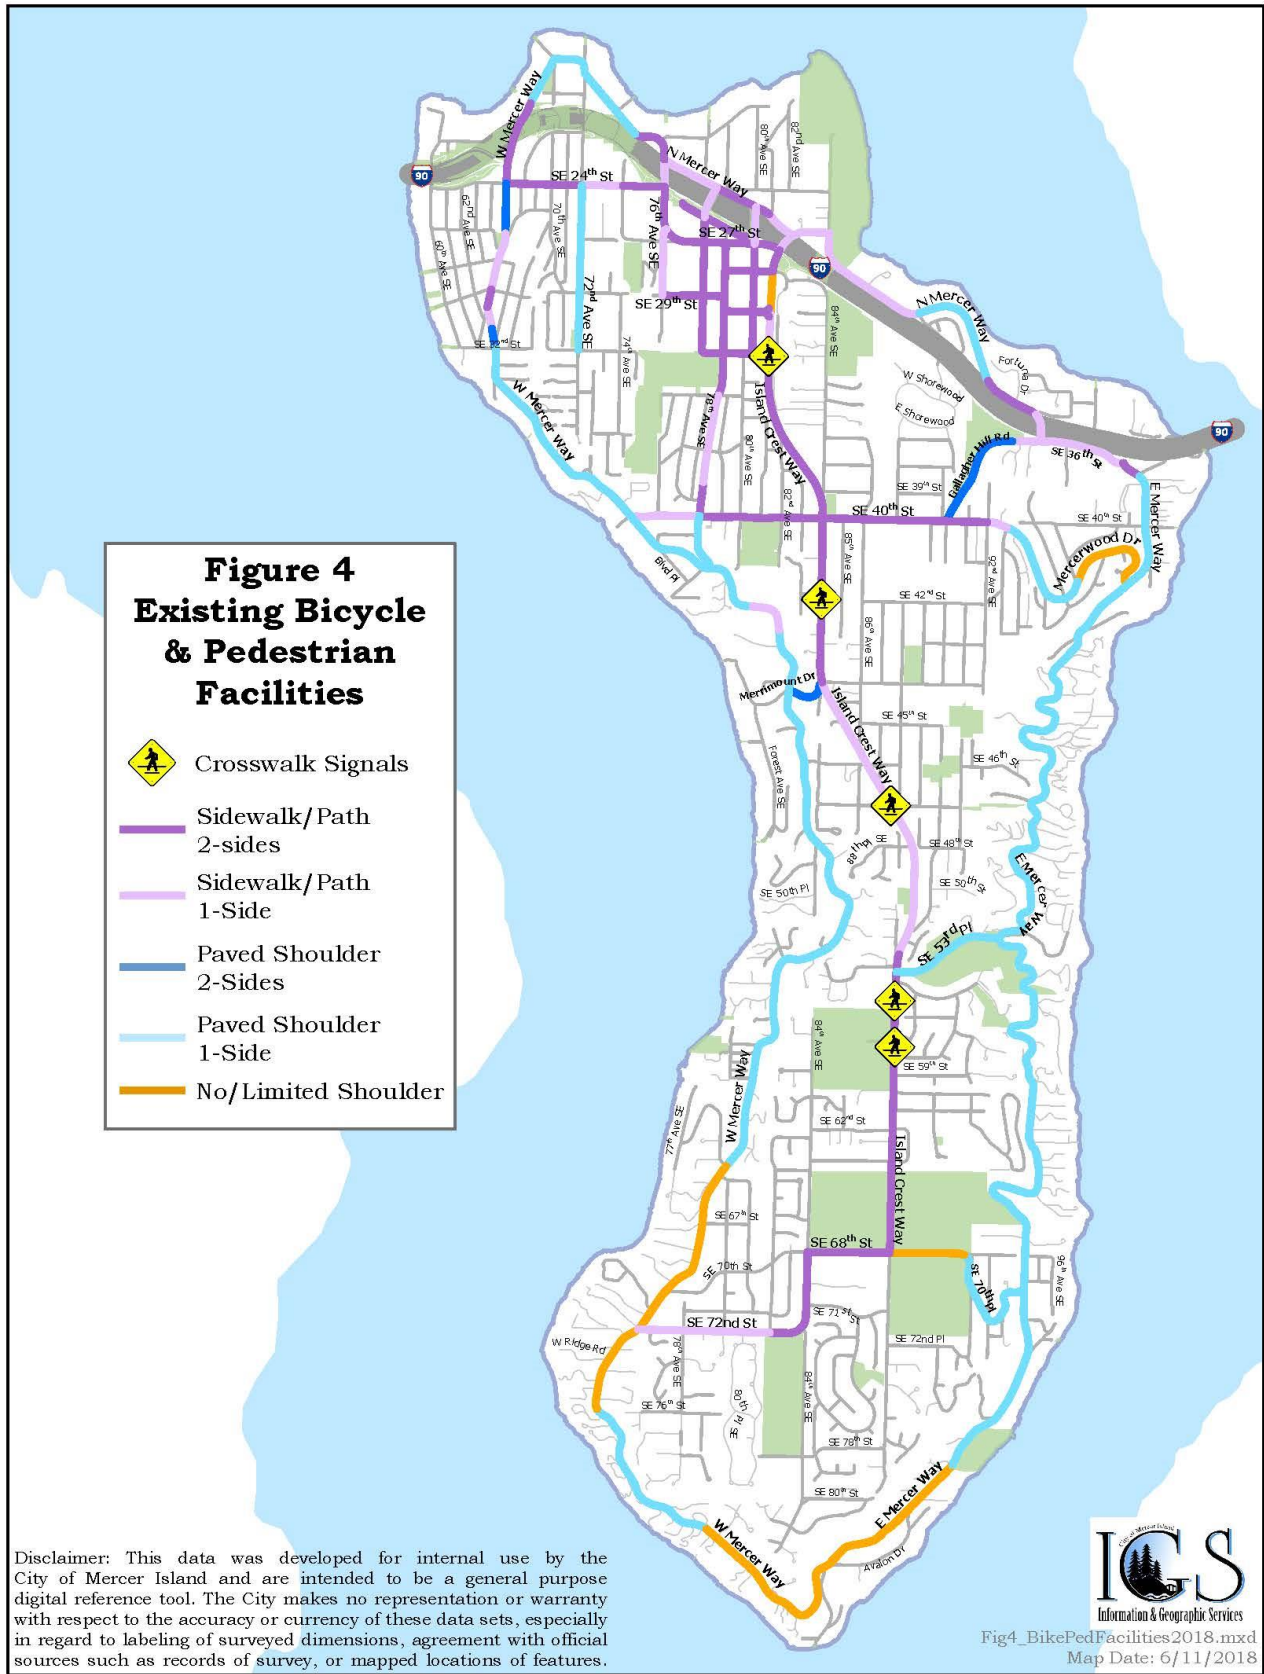 Figure 4
Existing Bicycle
& Pedestrian
Facilities
Crosswalk Signals
Sidewalk/Path
2-sides
Sidewalk/Path
1-Side
Paved Shoulder
2-Sides
Paved Shoulder
1-Side
No/Limited Shoulder
W Mercer Way
80th Ave SE
82nd Ave SE
N Mercer Way
90
SE 24th St
62nd Ave SE
70th Ave SE
76th Ave SE
60th Ave SE
SE 27th St
90
72nd Ave SE
SE 29th St
N Mercer Way
84th Ave SE
SE 32nd St
74th Ave SE
Fortuna Dr
W Shorewood
W Mercer Way
Island Crest Way
E Shorewood
90
78th Ave SE
80th Ave SE
Gallagher Hill Rd
SE 36th St
SE 39th St
82nd Ave SE
SE 40th St
SE 40th St
E Mercer Way
Mercerwood Dr
85th Ave SE
Blvd Pl
92nd Ave SE
SE 42nd St
86th Ave SE
Merrimount Dr
Island Crest Way
SE 45th St
Forest Ave SE
SE 46th St
88th Pl SE
SE 48th St
SE 50th Pl
SE 50th St
E Mercer Way
SE 53rd Pl
84th Ave SE
W Mercer Way
SE 59th St
77th Ave SE
SE 62nd St
Island Crest Way
SE 67th St
SE 68th St
SE 70th St
SE 70th Pl
96th Ave SE
SE 71st St
SE 72nd St
W Ridge Rd
78th Ave SE
SE 72nd Pl
80th Pl SE
84th Ave SE
SE 76th St
SE 78th St
SE 80th St
E Mercer Way
W Mercer Way
Avalon Dr
Disclaimer: This data was developed for internal use by the
City of Mercer Island and are intended to be a general purpose
digital reference tool. The City makes no representation or warranty
with respect to the accuracy or currency of these data sets, especially
in regard to labeling of surveyed dimensions, agreement with official
sources such as records of survey, or mapped locations of features.
City of Mercer Island
IGS
Information & Geographic Services
Fig4_BikePedFacilities2018.mxd
Map Date: 6/11/2018